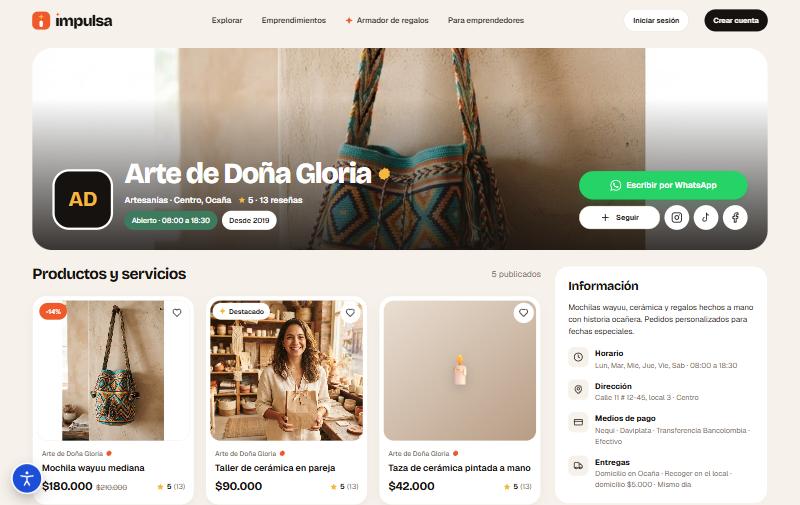 impulsa
Explorar
Emprendimientos
Armador de regalos
Para emprendedores
Iniciar sesión
Crear cuenta
AD
Arte de Doña Gloria
Artesanías · Centro, Ocaña ★ 5 · 13 reseñas
Abierto · 08:00 a 18:30
Desde 2019
Escribir por WhatsApp
+ Seguir
Productos y servicios
5 publicados
-14%
Arte de Doña Gloria
Mochila wayuu mediana
$180.000 $210.000 ★ 5 (13)
Destacado
Arte de Doña Gloria
Taller de cerámica en pareja
$90.000 ★ 5 (13)
Arte de Doña Gloria
Taza de cerámica pintada a mano
$42.000 ★ 5 (13)
Información
Mochilas wayuu, cerámica y regalos hechos a mano
con historia ocañera. Pedidos personalizados para
fechas especiales.
Horario
Lun, Mar, Mié, Jue, Vie, Sáb · 08:00 a 18:30
Dirección
Calle 11 # 12-45, local 3 · Centro
Medios de pago
Nequi · Daviplata · Transferencia Bancolombia ·
Efectivo
Entregas
Domicilio en Ocaña · Recoger en el local ·
domicilio $5.000 · Mismo día